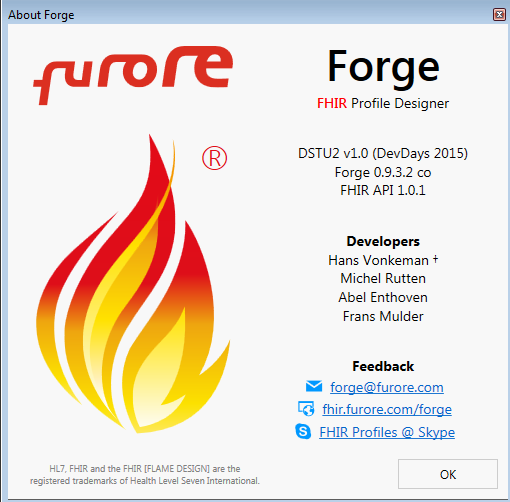 About Forge
furore
Forge
FHIR Profile Designer
®
DSTU2 v1.0 (DevDays 2015)
Forge 0.9.3.2 co
FHIR API 1.0.1
Developers
Hans Vonkeman †
Michel Rutten
Abel Enthoven
Frans Mulder
Feedback
forge@furore.com
fhir.furore.com/forge
FHIR Profiles @ Skype
HL7, FHIR and the FHIR [FLAME DESIGN] are the
registered trademarks of Health Level Seven International.
OK